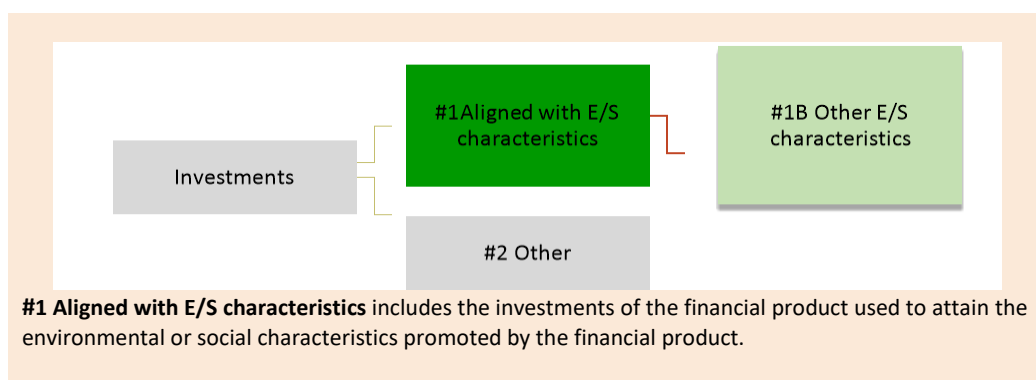 #1Aligned with E/S
characteristics
#1B Other E/S
characteristics
Investments
#2 Other
#1 Aligned with E/S characteristics includes the investments of the financial product used to attain the
environmental or social characteristics promoted by the financial product.